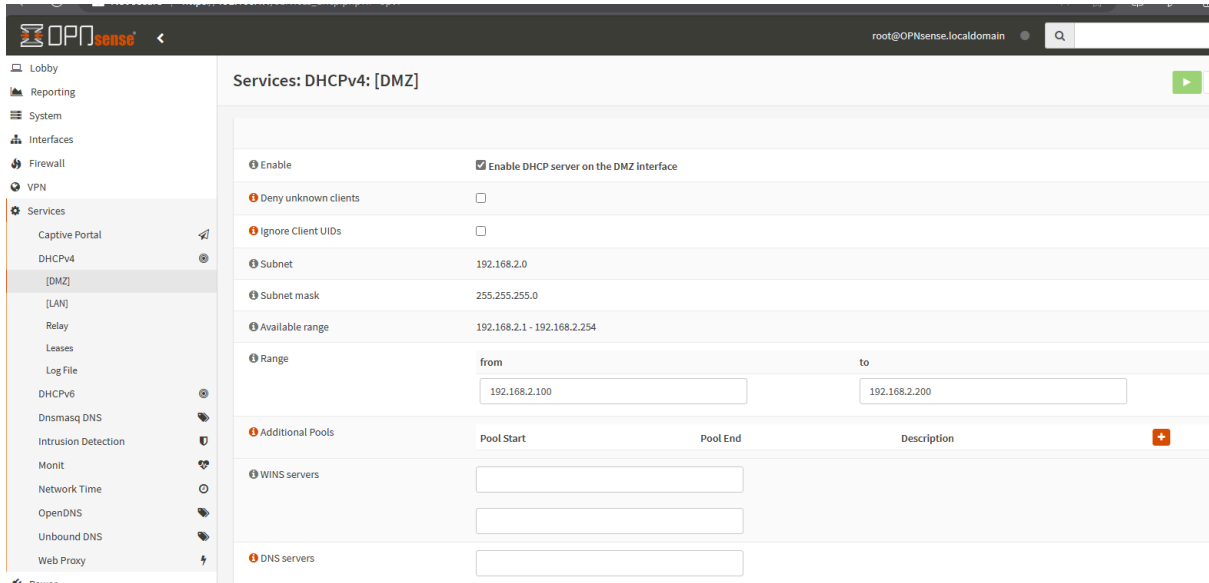 OPNsense
root@OPNsense.localdomain
Lobby
Reporting
System
Interfaces
Firewall
VPN
Services
Captive Portal
DHCPv4
[DMZ]
[LAN]
Relay
Leases
Log File
DHCPv6
Dnsmasq DNS
Intrusion Detection
Monit
Network Time
OpenDNS
Unbound DNS
Web Proxy
Power
Services: DHCPv4: [DMZ]
Enable
Enable DHCP server on the DMZ interface
Deny unknown clients
Ignore Client UIDs
Subnet
192.168.2.0
Subnet mask
255.255.255.0
Available range
192.168.2.1 - 192.168.2.254
Range
from to
192.168.2.100 192.168.2.200
Additional Pools
Pool Start Pool End Description
WINS servers
DNS servers